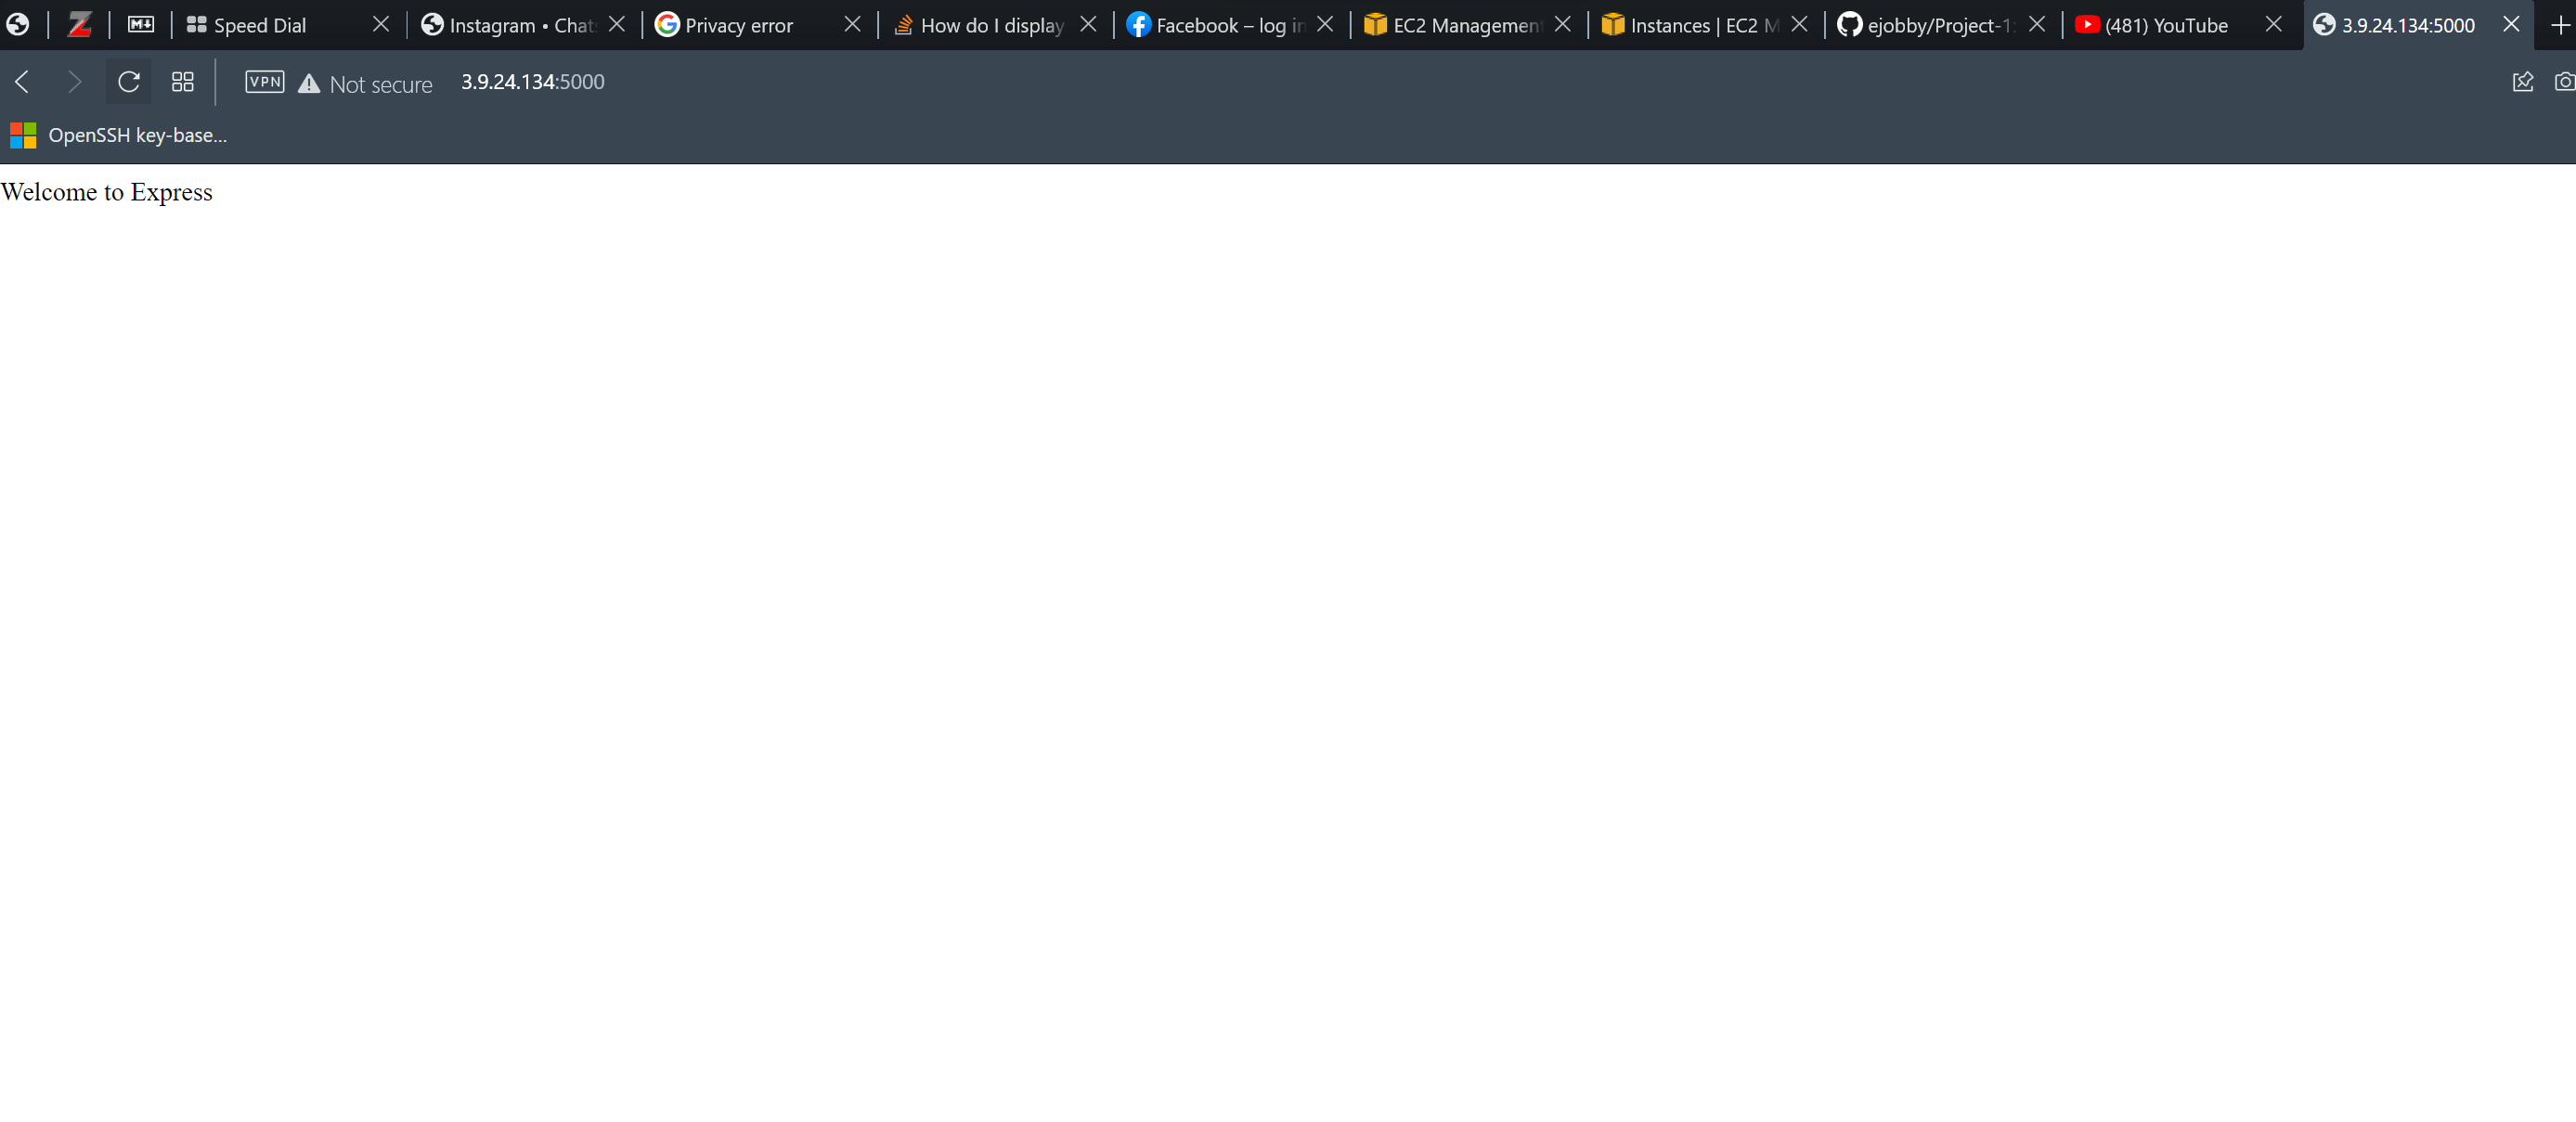 Speed Dial Instagram • Chat Privacy error How do I display Facebook – log in EC2 Management Instances | EC2 M ejobby/Project-1 (481) YouTube 3.9.24.134:5000
VPN Not secure 3.9.24.134:5000
OpenSSH key-base...
Welcome to Express